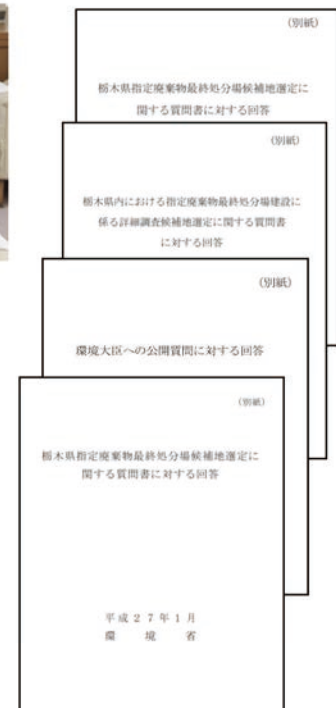 (別紙)
栃木県指定廃棄物最終処分場候補地選定に
関する質問書に対する回答
(別紙)
栃木県内における指定廃棄物最終処分場建設に
係る詳細調査候補地選定に関する質問書
に対する回答
(別紙)
環境大臣への公開質問に対する回答
(別紙)
栃木県指定廃棄物最終処分場候補地選定に
関する質問書に対する回答
平成27年1月
環境省